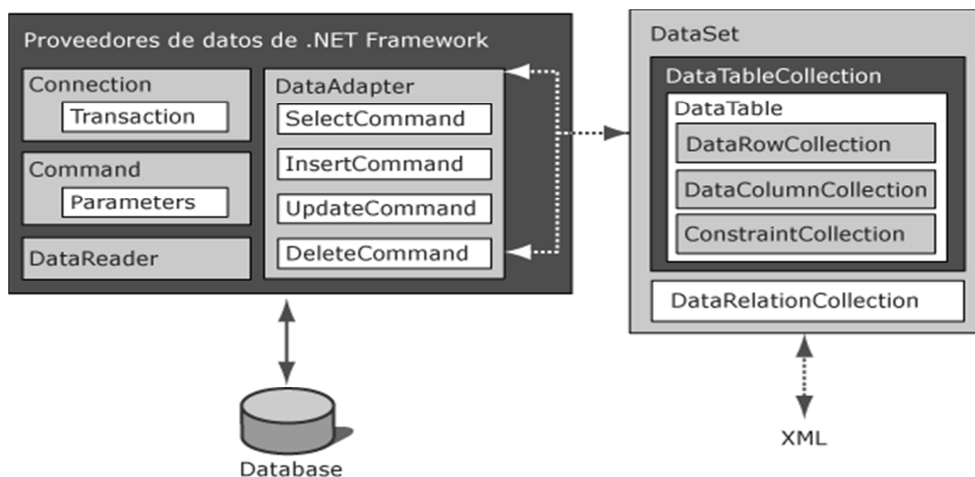 Proveedores de datos de .NET Framework
Connection
Transaction
Command
Parameters
DataReader
DataAdapter
SelectCommand
InsertCommand
UpdateCommand
DeleteCommand
Database
DataSet
DataTableCollection
DataTable
DataRowCollection
DataColumnCollection
ConstraintCollection
DataRelationCollection
XML